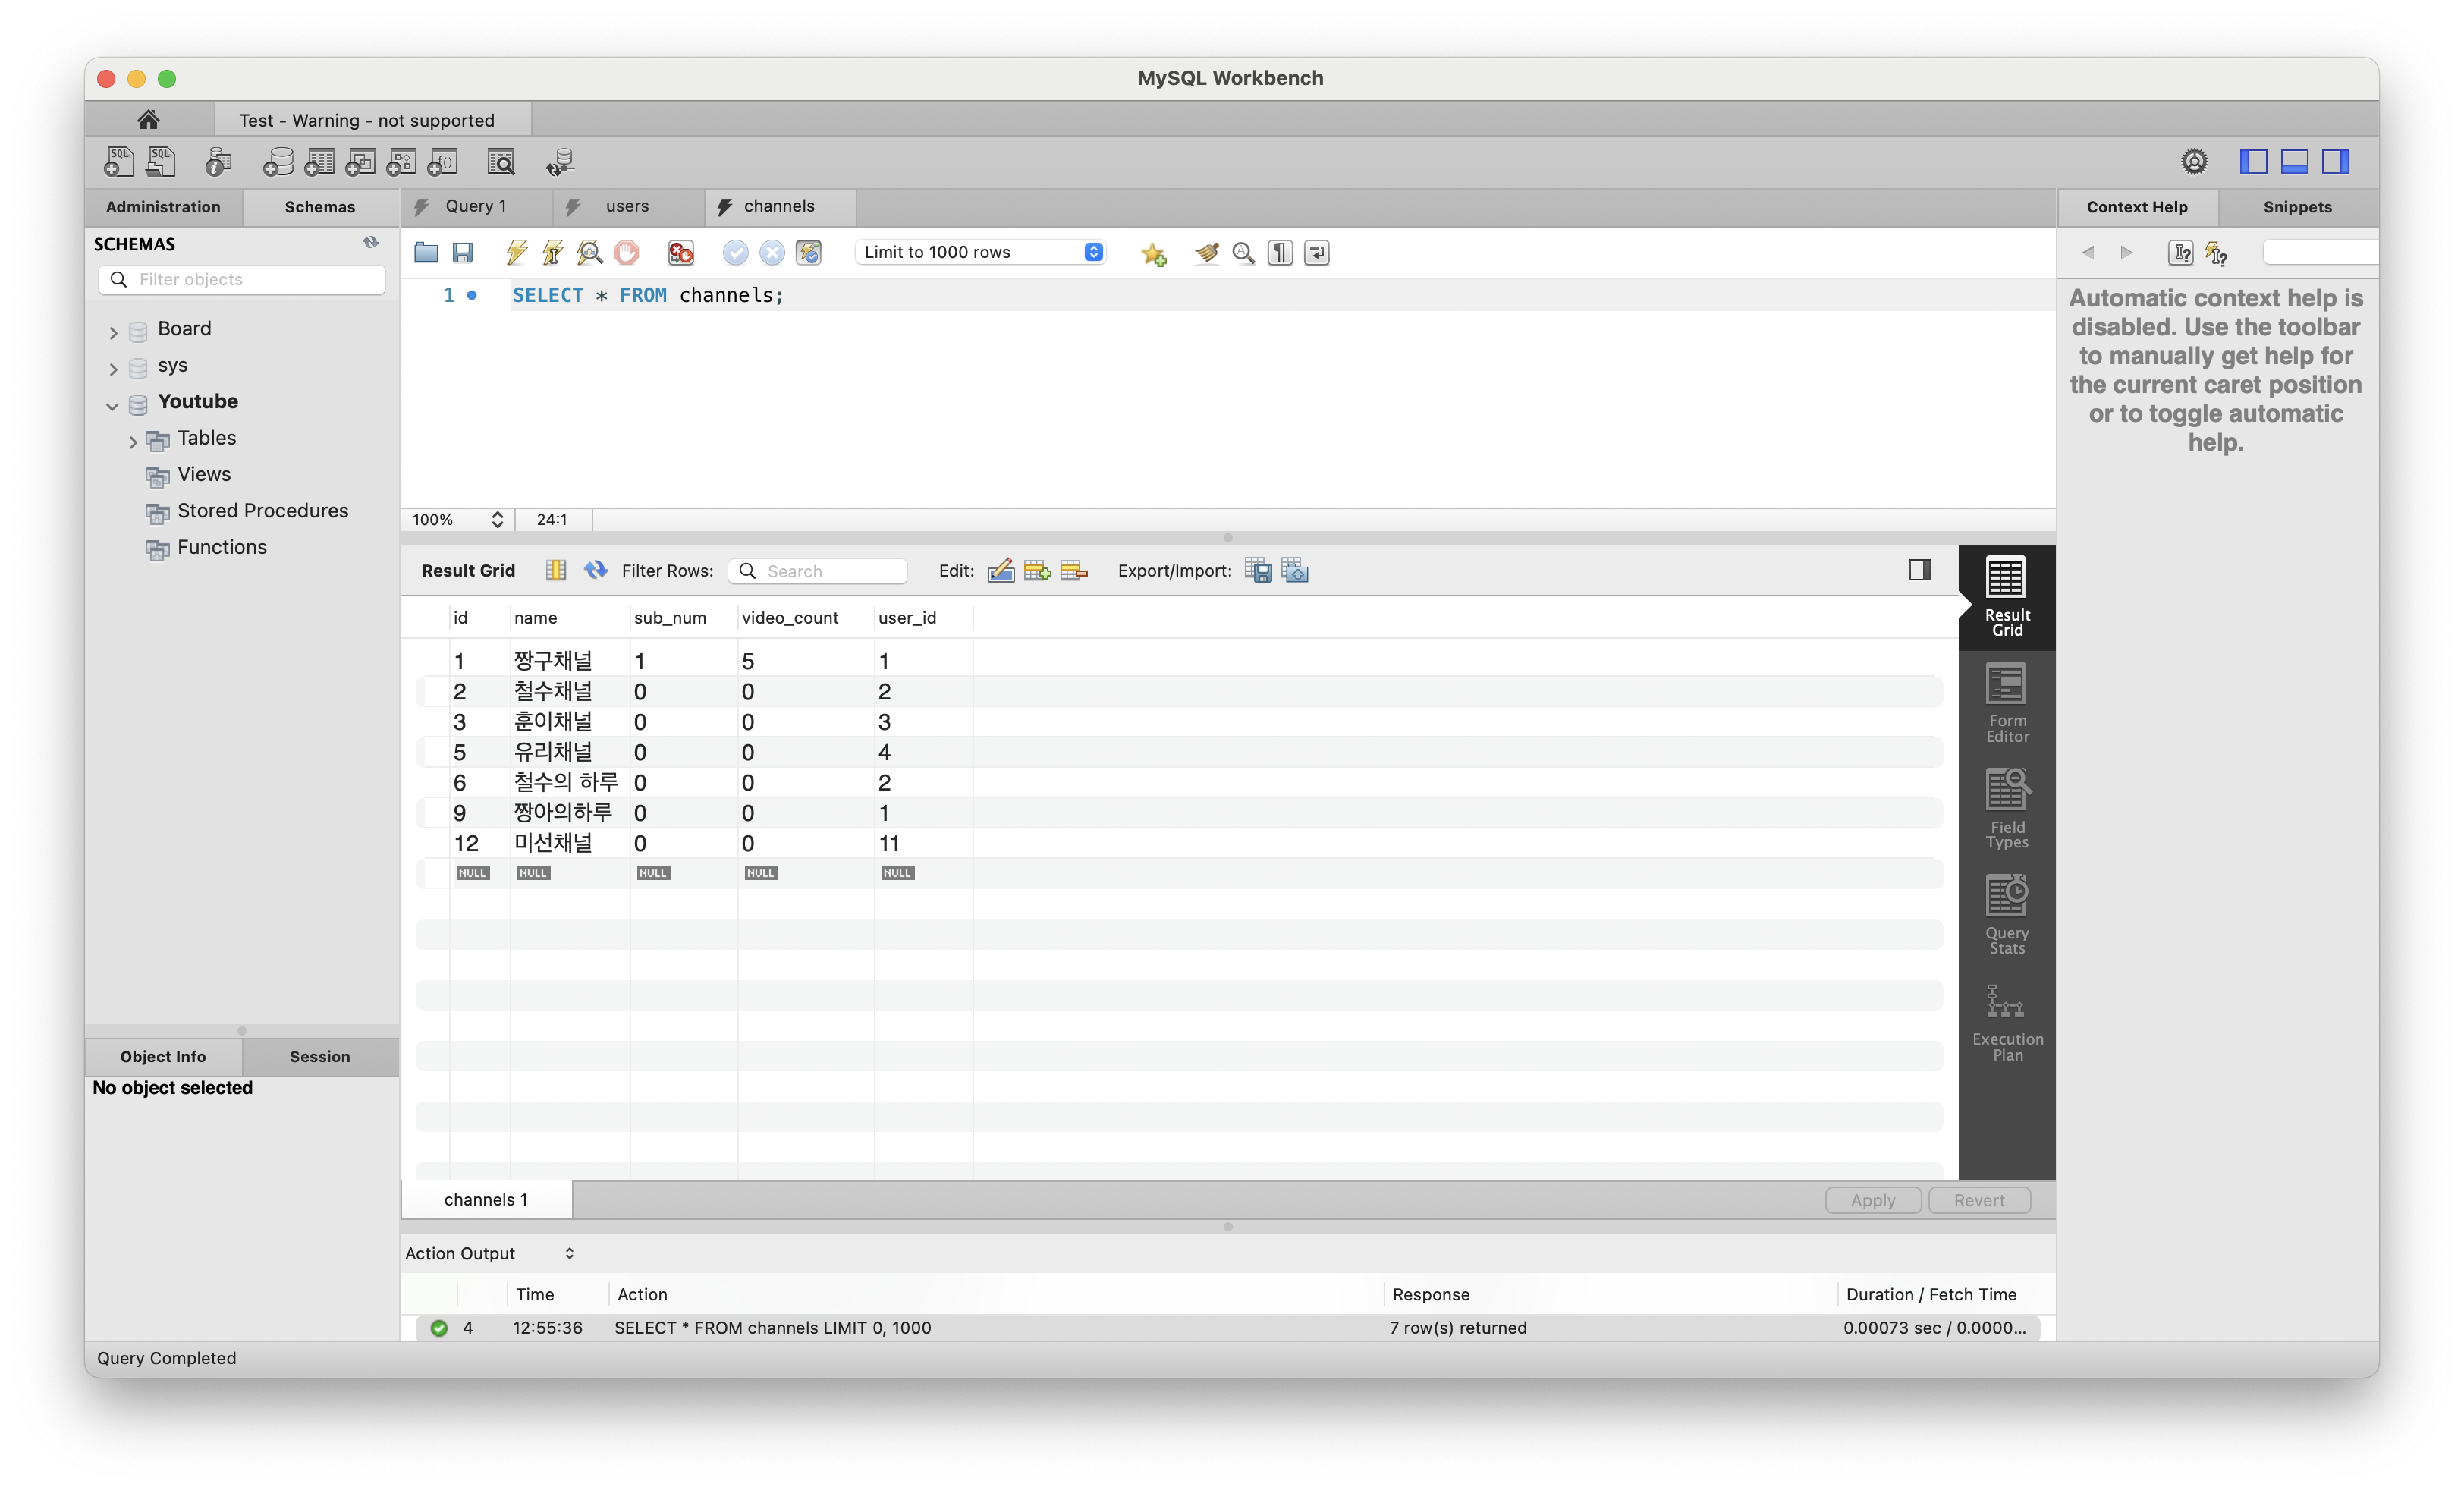 MySQL Workbench
Test - Warning - not supported
Administration Schemas
SCHEMAS
Filter objects
Board
sys
Youtube
Tables
Views
Stored Procedures
Functions
Object Info Session
No object selected
Query 1 users channels
Limit to 1000 rows
1 SELECT * FROM channels;
100% 24:1
Result Grid Filter Rows: Search Edit: Export/Import:
id name sub_num video_count user_id
1 짱구채널 1 5 1
2 철수채널 0 0 2
3 훈이채널 0 0 3
5 유리채널 0 0 4
6 철수의 하루 0 0 2
9 짱아의하루 0 0 1
12 미선채널 0 0 11
NULL NULL NULL NULL NULL
Result
Grid
Form
Editor
Field
Types
Query
Stats
Execution
Plan
channels 1 Apply Revert
Action Output
Time Action Response Duration / Fetch Time
4 12:55:36 SELECT * FROM channels LIMIT 0, 1000 7 row(s) returned 0.00073 sec / 0.0000...
Context Help Snippets
Automatic context help is
disabled. Use the toolbar
to manually get help for
the current caret position
or to toggle automatic
help.
Query Completed